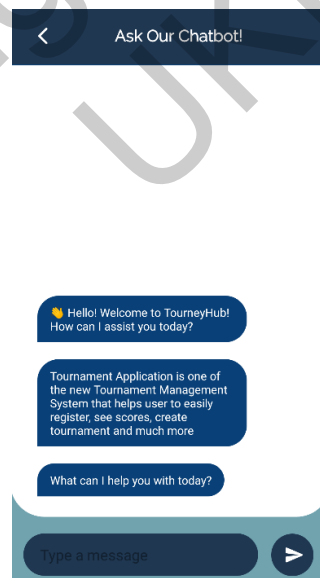 Ask Our Chatbot!
👋 Hello! Welcome to TourneyHub!
How can I assist you today?
Tournament Application is one of
the new Tournament Management
System that helps user to easily
register, see scores, create
tournament and much more
What can I help you with today?
Type a message